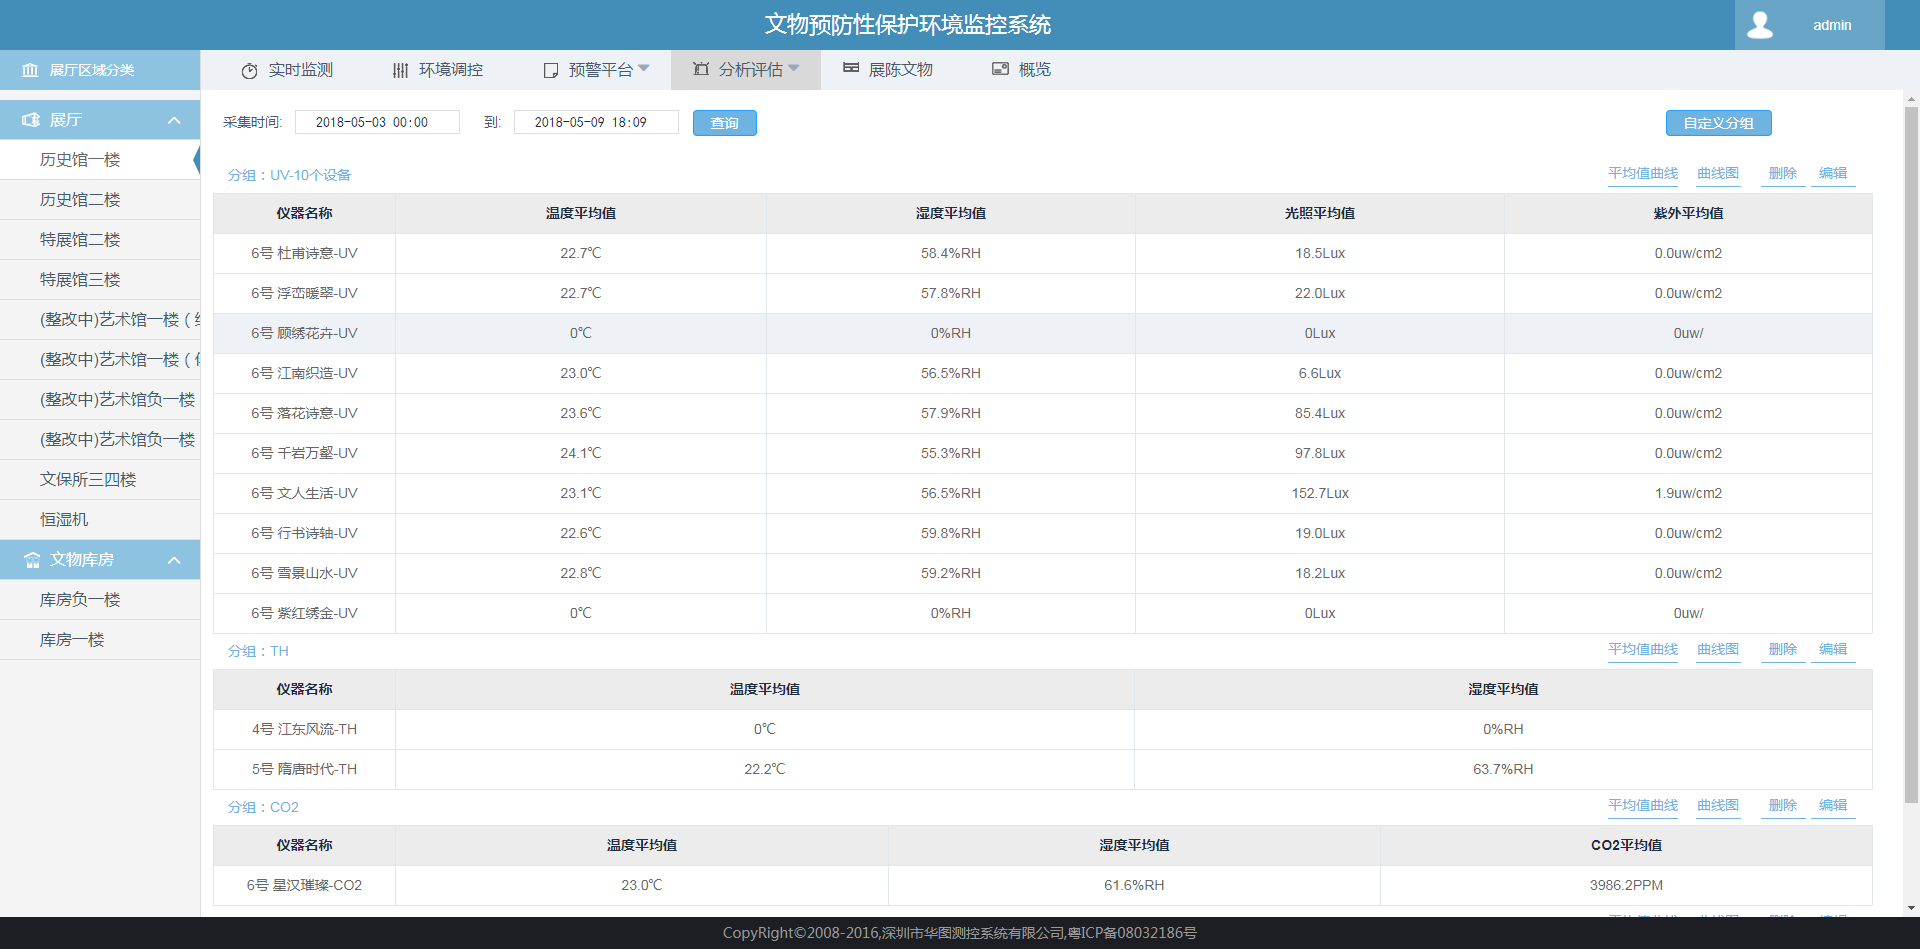 文物预防性保护环境监控系统
admin
展厅区域分类
实时监测
环境调控
预警平台
分析评估
展陈文物
概览
展厅
历史馆一楼
历史馆二楼
特展馆二楼
特展馆三楼
(整改中)艺术馆一楼（
(整改中)艺术馆一楼（
(整改中)艺术馆负一楼
(整改中)艺术馆负一楼
文保所三四楼
恒湿机
文物库房
库房负一楼
库房一楼
采集时间: 2018-05-03 00:00 到: 2018-05-09 18:09 查询 自定义分组
分组：UV-10个设备 平均值曲线 曲线图 删除 编辑
仪器名称 温度平均值 湿度平均值 光照平均值 紫外平均值
6号 杜甫诗意-UV 22.7℃ 58.4%RH 18.5Lux 0.0uw/cm2
6号 浮峦暖翠-UV 22.7℃ 57.8%RH 22.0Lux 0.0uw/cm2
6号 顾绣花卉-UV 0℃ 0%RH 0Lux 0uw/
6号 江南织造-UV 23.0℃ 56.5%RH 6.6Lux 0.0uw/cm2
6号 落花诗意-UV 23.6℃ 57.9%RH 85.4Lux 0.0uw/cm2
6号 千岩万壑-UV 24.1℃ 55.3%RH 97.8Lux 0.0uw/cm2
6号 文人生活-UV 23.1℃ 56.5%RH 152.7Lux 1.9uw/cm2
6号 行书诗轴-UV 22.6℃ 59.8%RH 19.0Lux 0.0uw/cm2
6号 雪景山水-UV 22.8℃ 59.2%RH 18.2Lux 0.0uw/cm2
6号 紫红绣金-UV 0℃ 0%RH 0Lux 0uw/
分组：TH 平均值曲线 曲线图 删除 编辑
仪器名称 温度平均值 湿度平均值
4号 江东风流-TH 0℃ 0%RH
5号 隋唐时代-TH 22.2℃ 63.7%RH
分组：CO2 平均值曲线 曲线图 删除 编辑
仪器名称 温度平均值 湿度平均值 CO2平均值
6号 星汉璀璨-CO2 23.0℃ 61.6%RH 3986.2PPM
CopyRight©2008-2016,深圳市华图测控系统有限公司,粤ICP备08032186号